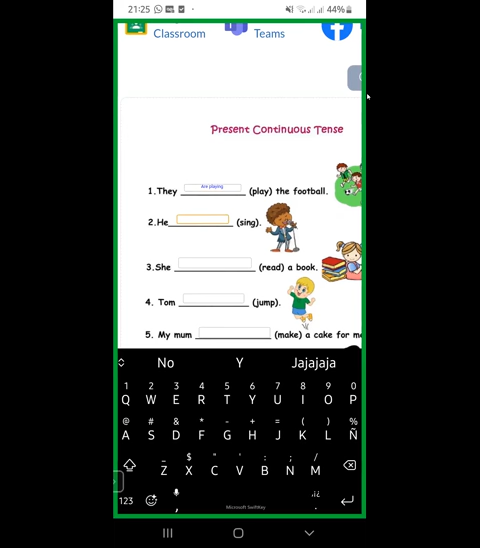 21:25 44%
Classroom Teams
Present Continuous Tense
1.They Are playing (play) the football.
2.He (sing).
3.She (read) a book.
4. Tom (jump).
5. My mum (make) a cake for me
No Y Jajajaja
1 2 3 4 5 6 7 8 9 0
Q W E R T Y U I O P
@ # & * - + = ( ) %
A S D F G H J K L Ñ
_ $ " ' : ; /
Z X C V B N M
123 , .
Microsoft SwiftKey